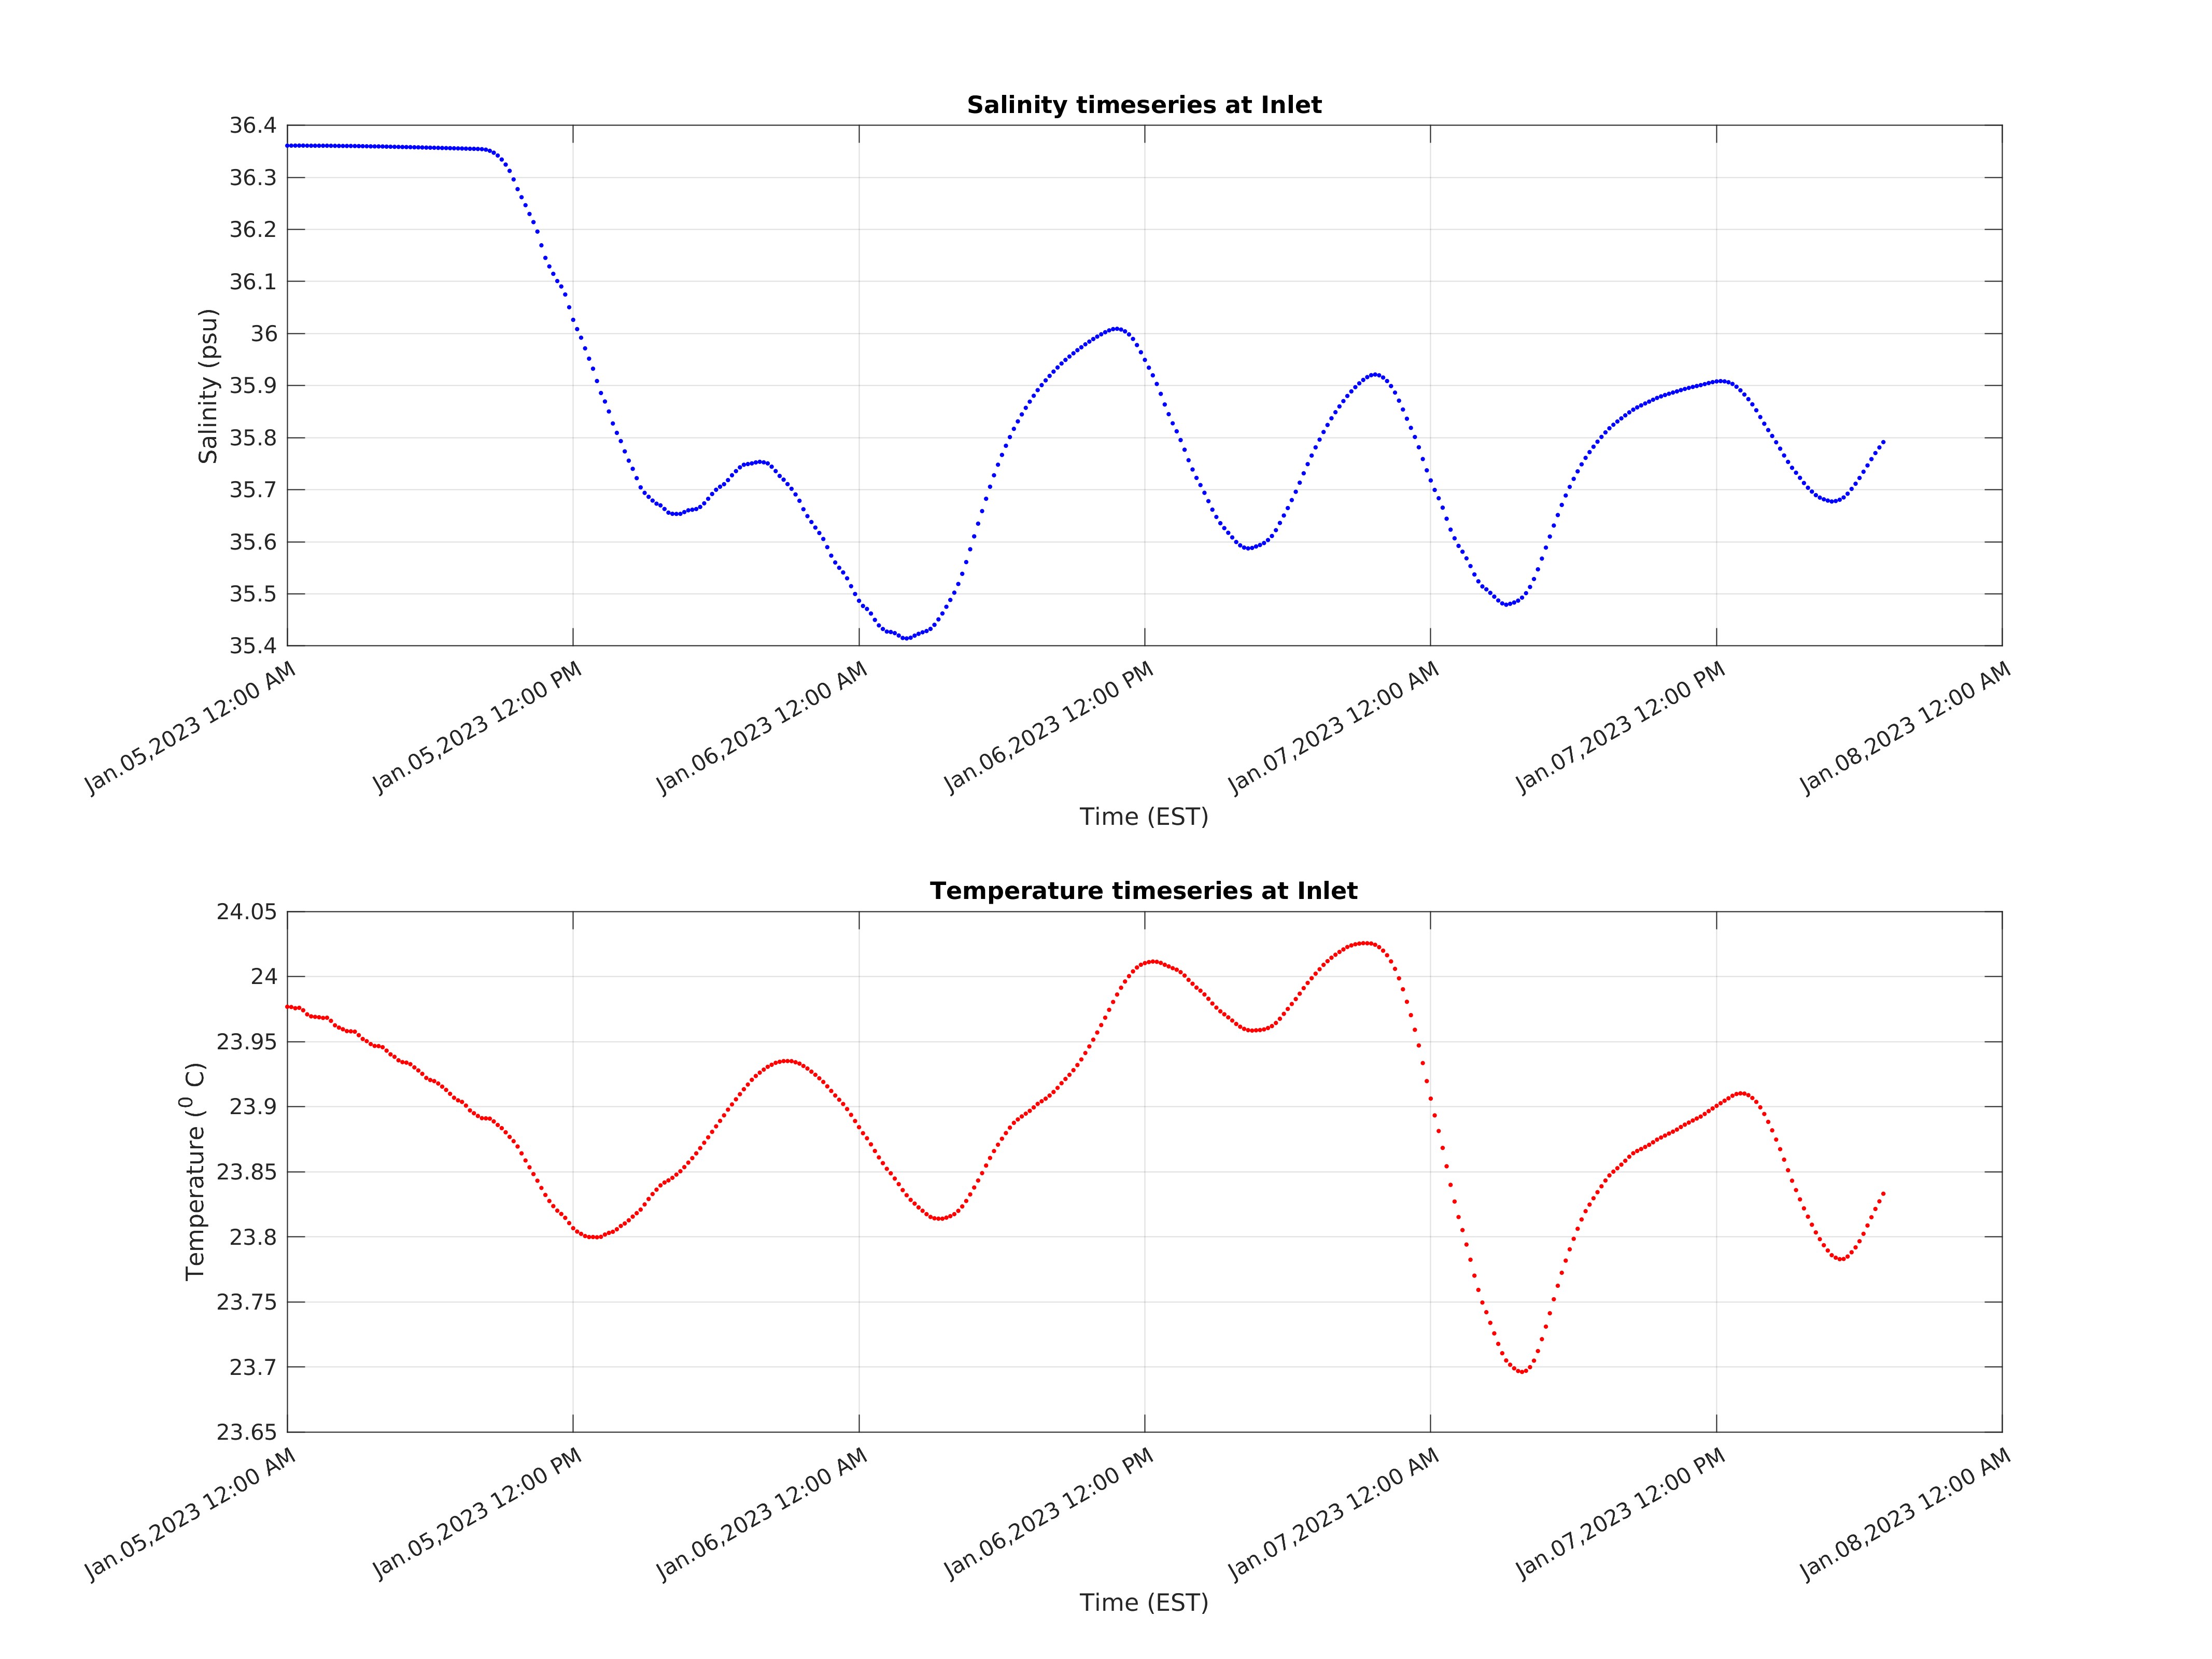 Salinity timeseries at Inlet
36.4
36.3
36.2
36.1
36
35.9
35.8
35.7
35.6
35.5
35.4
Salinity (psu)
Jan.05,2023 12:00 AM
Jan.05,2023 12:00 PM
Jan.06,2023 12:00 AM
Jan.06,2023 12:00 PM
Jan.07,2023 12:00 AM
Jan.07,2023 12:00 PM
Jan.08,2023 12:00 AM
Time (EST)
Temperature timeseries at Inlet
24.05
24
23.95
23.9
23.85
23.8
23.75
23.7
23.65
Temperature (⁰ C)
Jan.05,2023 12:00 AM
Jan.05,2023 12:00 PM
Jan.06,2023 12:00 AM
Jan.06,2023 12:00 PM
Jan.07,2023 12:00 AM
Jan.07,2023 12:00 PM
Jan.08,2023 12:00 AM
Time (EST)